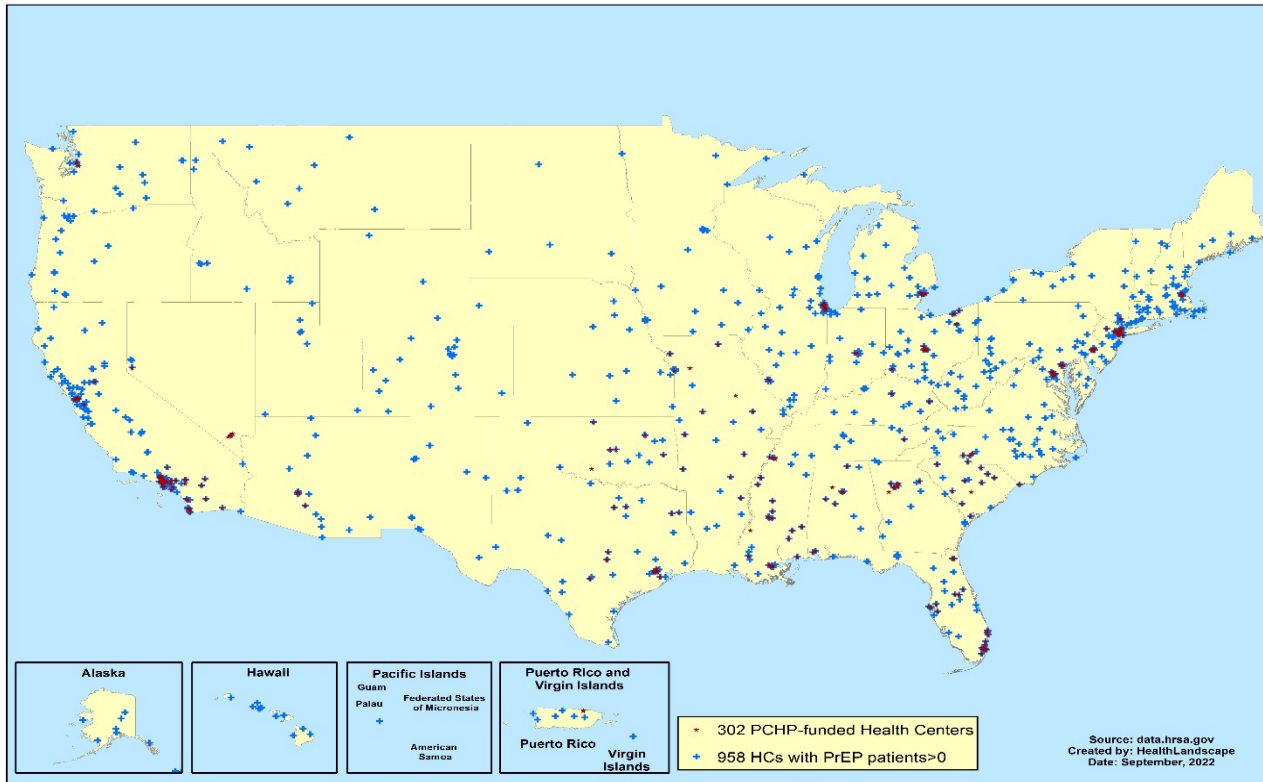 Alaska
Hawaii
Pacific Islands
Guam
Palau
Federated States
of Micronesia
American
Samoa
Puerto Rico and
Virgin Islands
Puerto Rico
Virgin
Islands
302 PCHP-funded Health Centers
958 HCs with PrEP patients>0
Source: data.hrsa.gov
Created by: HealthLandscape
Date: September, 2022